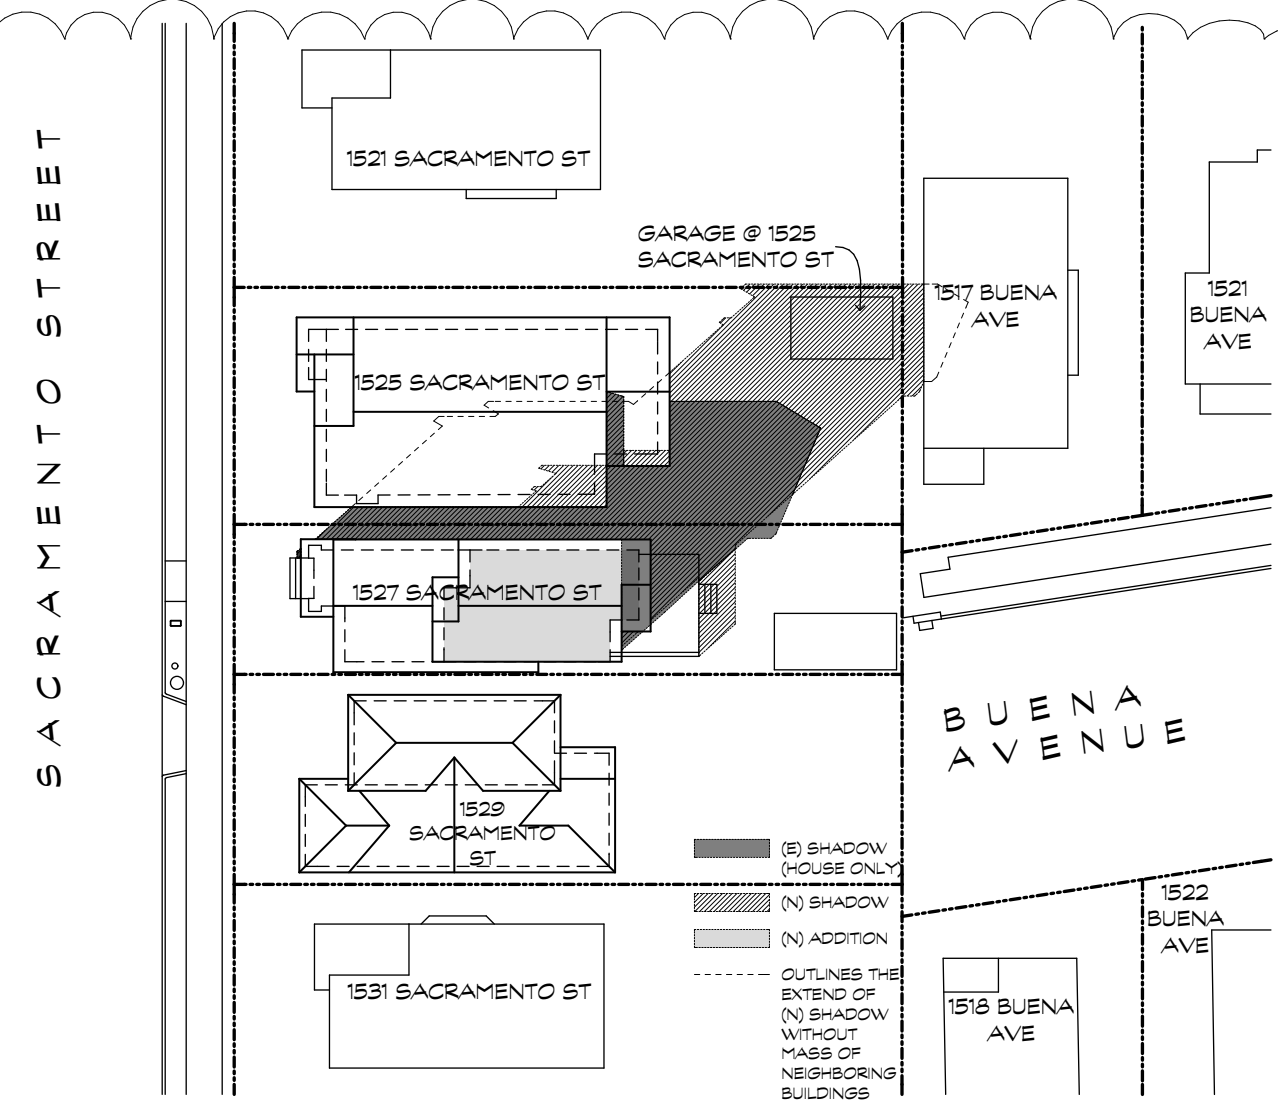 SACRAMENTO STREET
1521 SACRAMENTO ST
GARAGE @ 1525
SACRAMENTO ST
1517 BUENA
AVE
1521
BUENA
AVE
1525 SACRAMENTO ST
1527 SACRAMENTO ST
BUENA
AVENUE
1529
SACRAMENTO
ST
(E) SHADOW
(HOUSE ONLY)
(N) SHADOW
(N) ADDITION
OUTLINES THE
EXTEND OF
(N) SHADOW
WITHOUT
MASS OF
NEIGHBORING
BUILDINGS
1531 SACRAMENTO ST
1522
BUENA
AVE
1518 BUENA
AVE